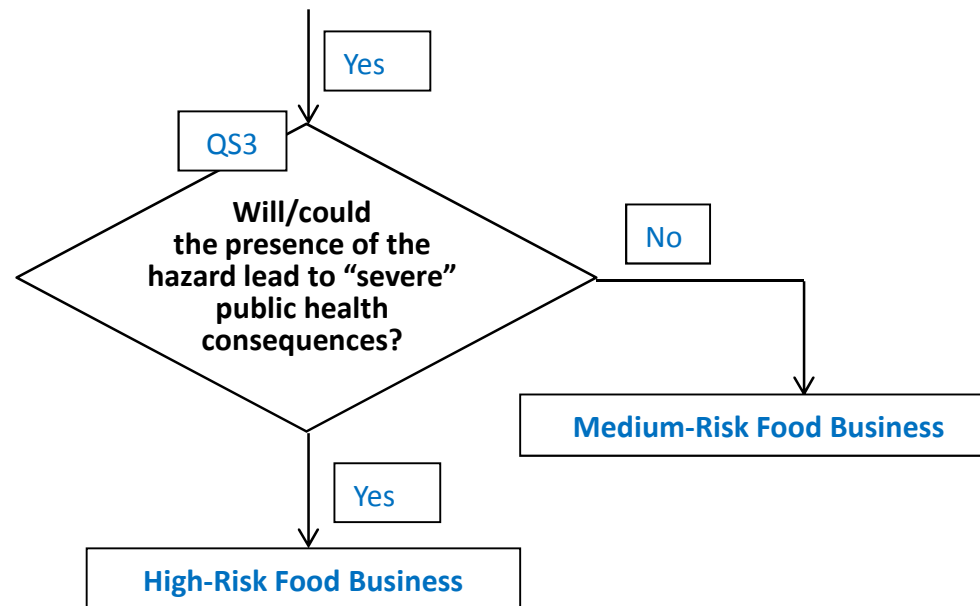 Yes
QS3
Will/could
the presence of the
hazard lead to “severe”
public health
consequences?
No
Medium-Risk Food Business
Yes
High-Risk Food Business